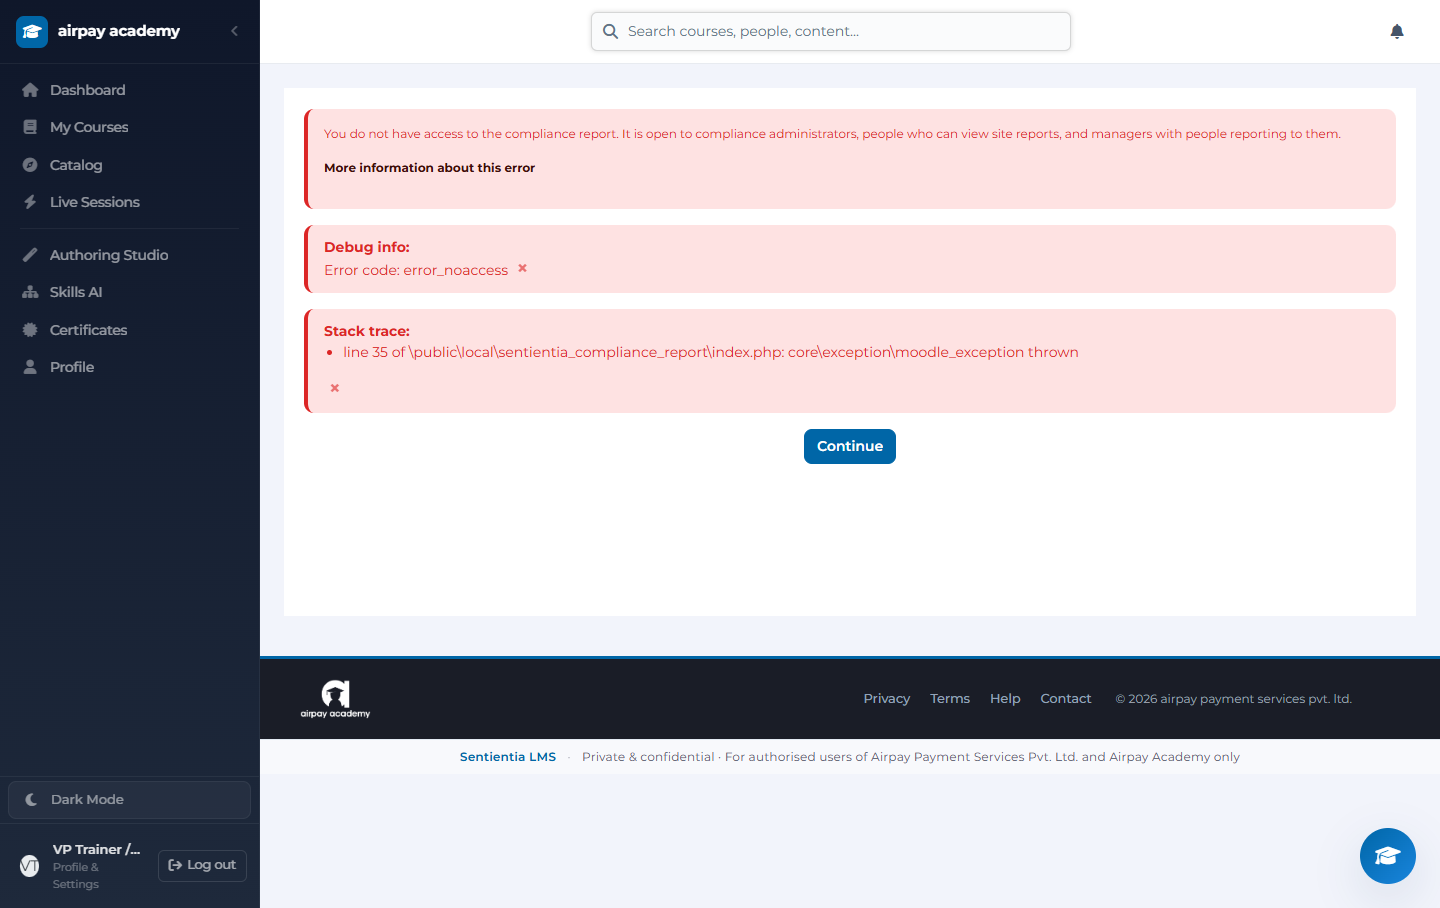 airpay academy
Search courses, people, content...
Dashboard
My Courses
Catalog
Live Sessions
Authoring Studio
Skills AI
Certificates
Profile
You do not have access to the compliance report. It is open to compliance administrators, people who can view site reports, and managers with people reporting to them.
More information about this error
Debug info:
Error code: error_noaccess
Stack trace:
• line 35 of \public\local\sentientia_compliance_report\index.php: core\exception\moodle_exception thrown
Continue
airpay academy
Privacy Terms Help Contact © 2026 airpay payment services pvt. ltd.
Sentientia LMS · Private & confidential · For authorised users of Airpay Payment Services Pvt. Ltd. and Airpay Academy only
Dark Mode
VT
VP Trainer /...
Profile &
Settings
Log out